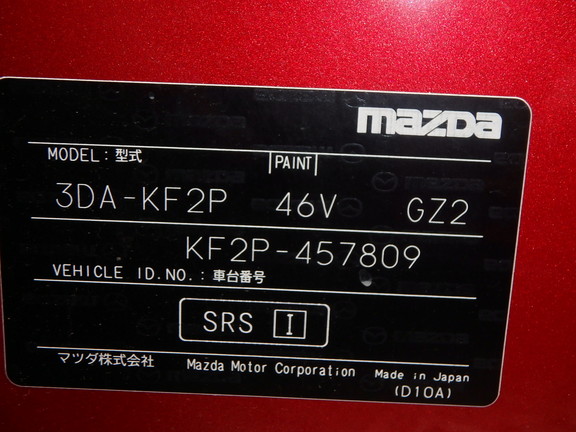 mazda
MODEL : 型式 PAINT
3DA-KF2P 46V GZ2
KF2P-457809
VEHICLE ID.NO. : 車台番号
SRS I
マツダ株式会社 Mazda Motor Corporation Made in Japan
(D10A)